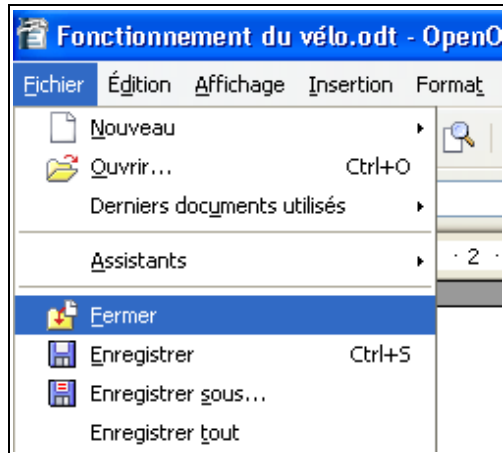 Fonctionnement du vélo.odt - OpenO
Fichier Édition Affichage Insertion Format
Nouveau
Ouvrir... Ctrl+O
Derniers documents utilisés
Assistants
· 2 ·
Fermer
Enregistrer Ctrl+S
Enregistrer sous...
Enregistrer tout